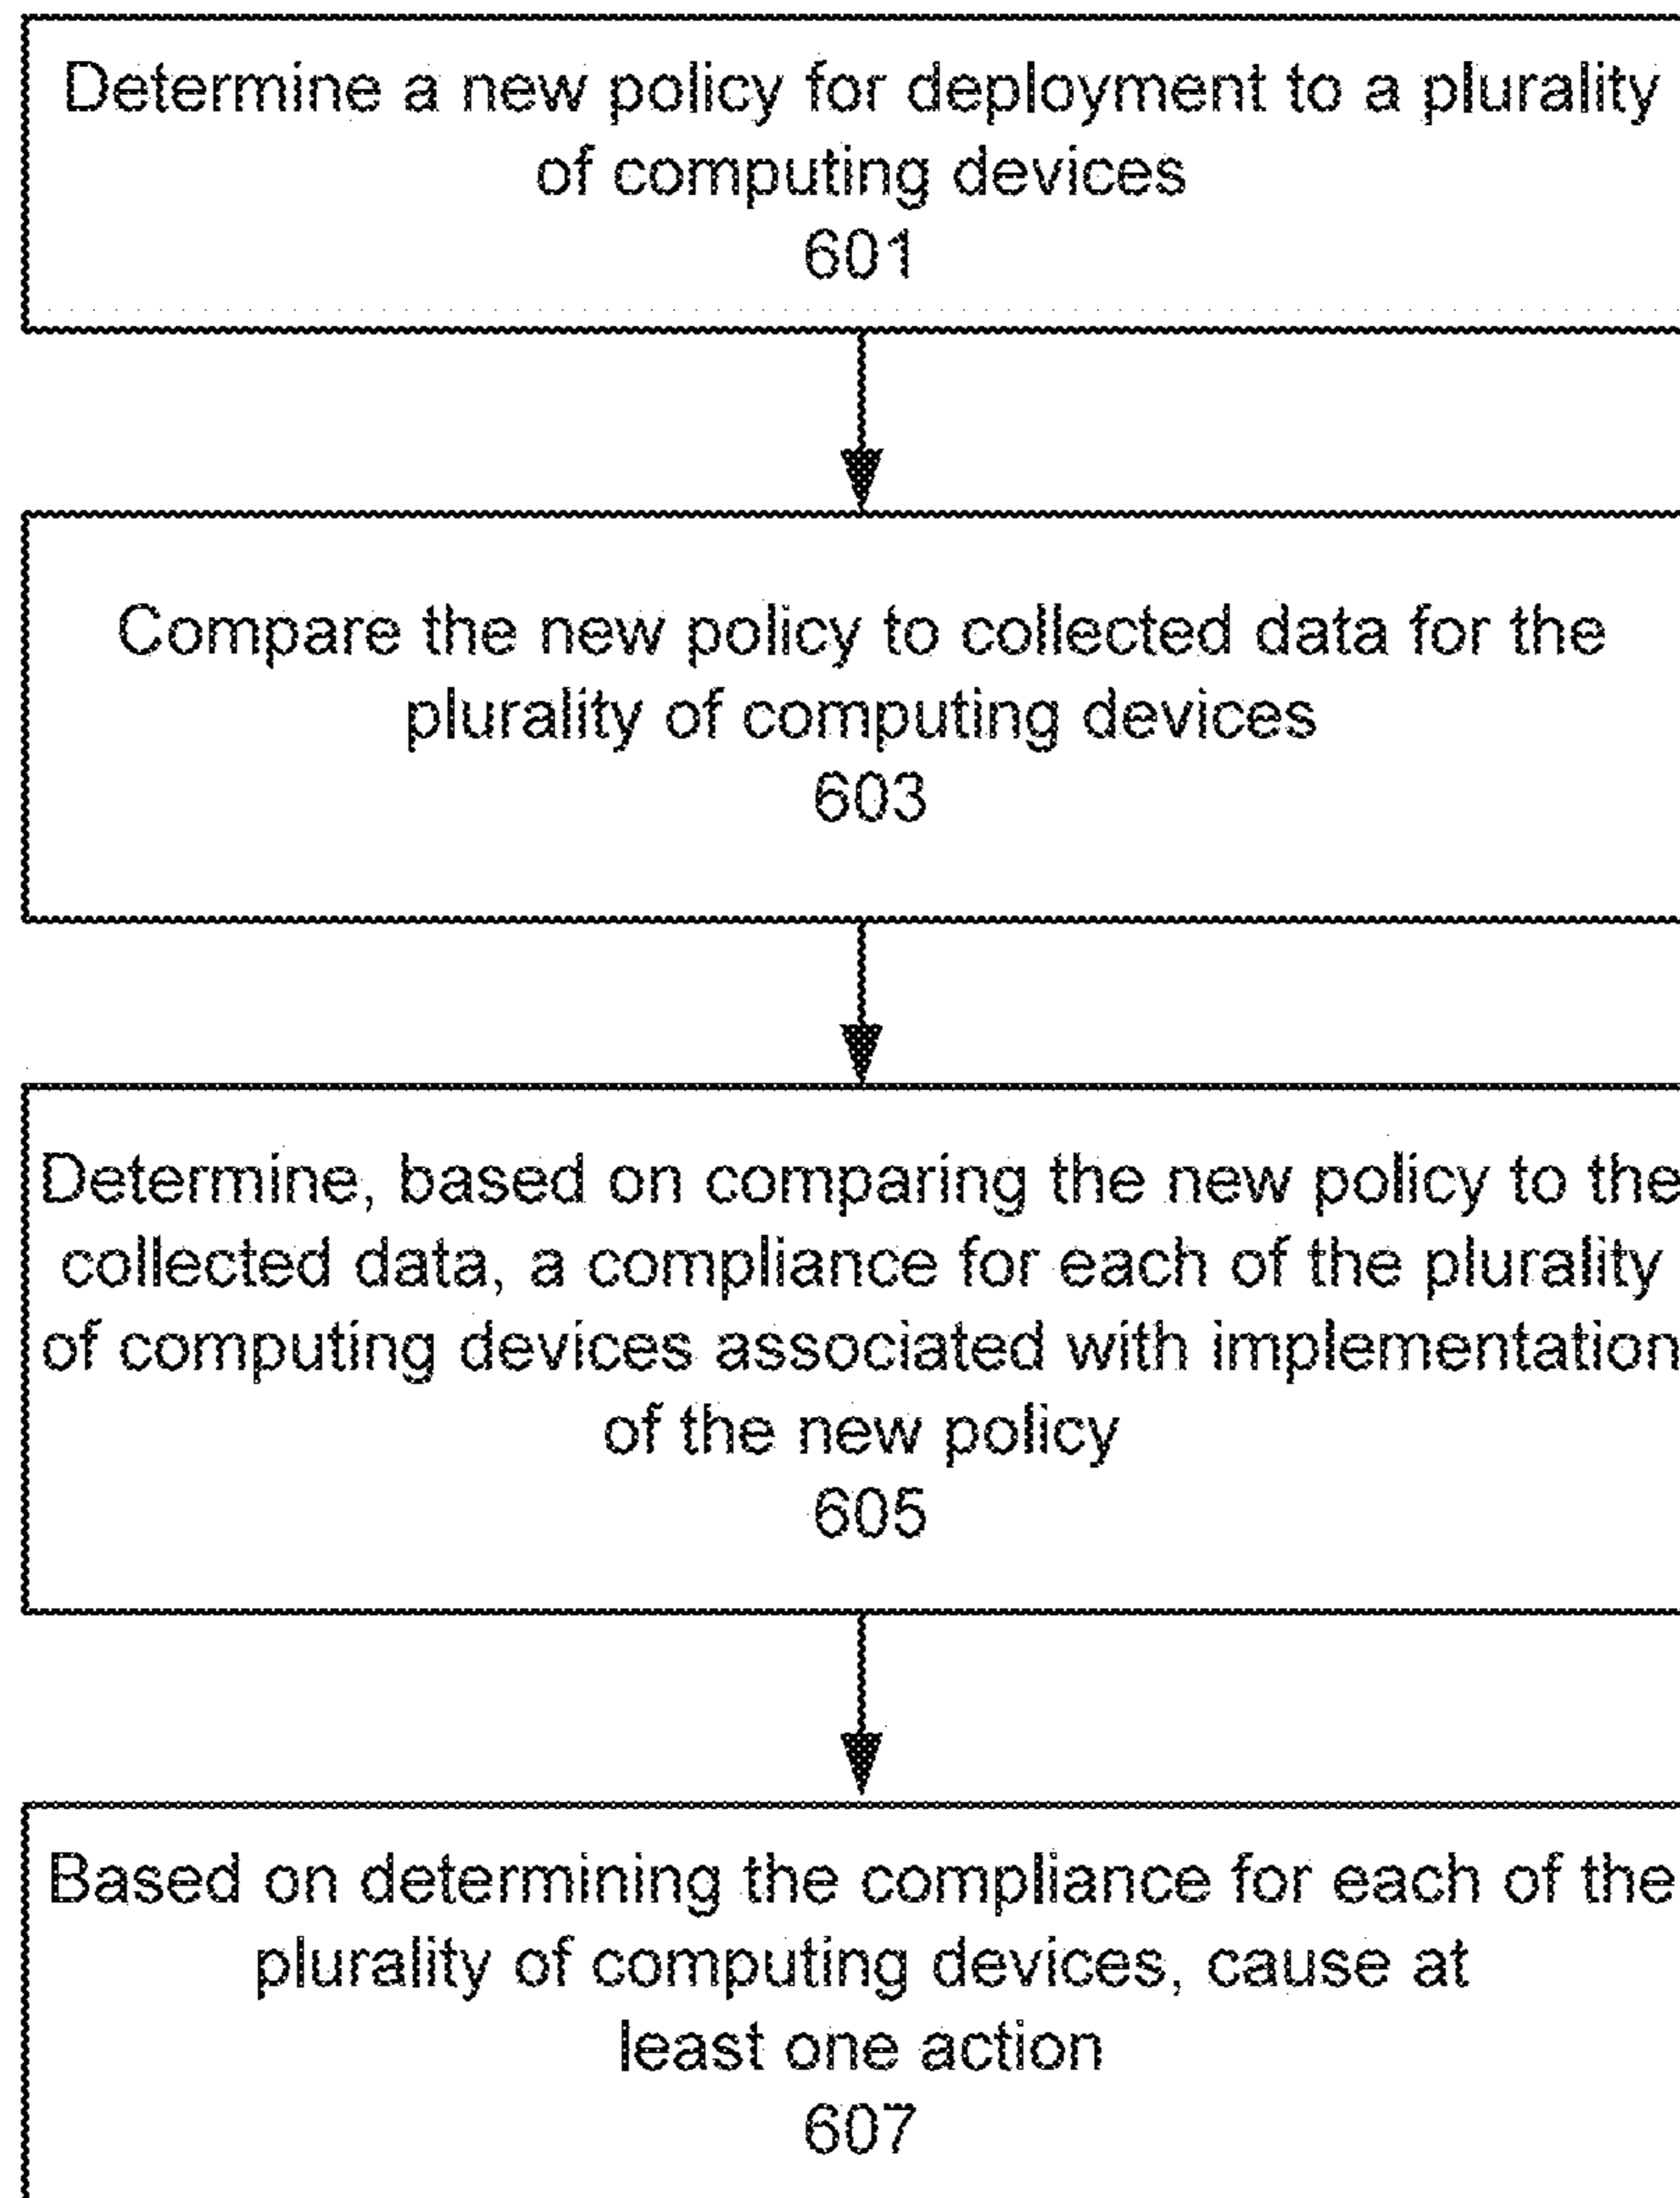 Determine a new policy for deployment to a plurality
of computing devices
601
Compare the new policy to collected data for the
plurality of computing devices
603
Determine, based on comparing the new policy to the
collected data, a compliance for each of the plurality
of computing devices associated with implementation
of the new policy
605
Based on determining the compliance for each of the
plurality of computing devices, cause at
least one action
607